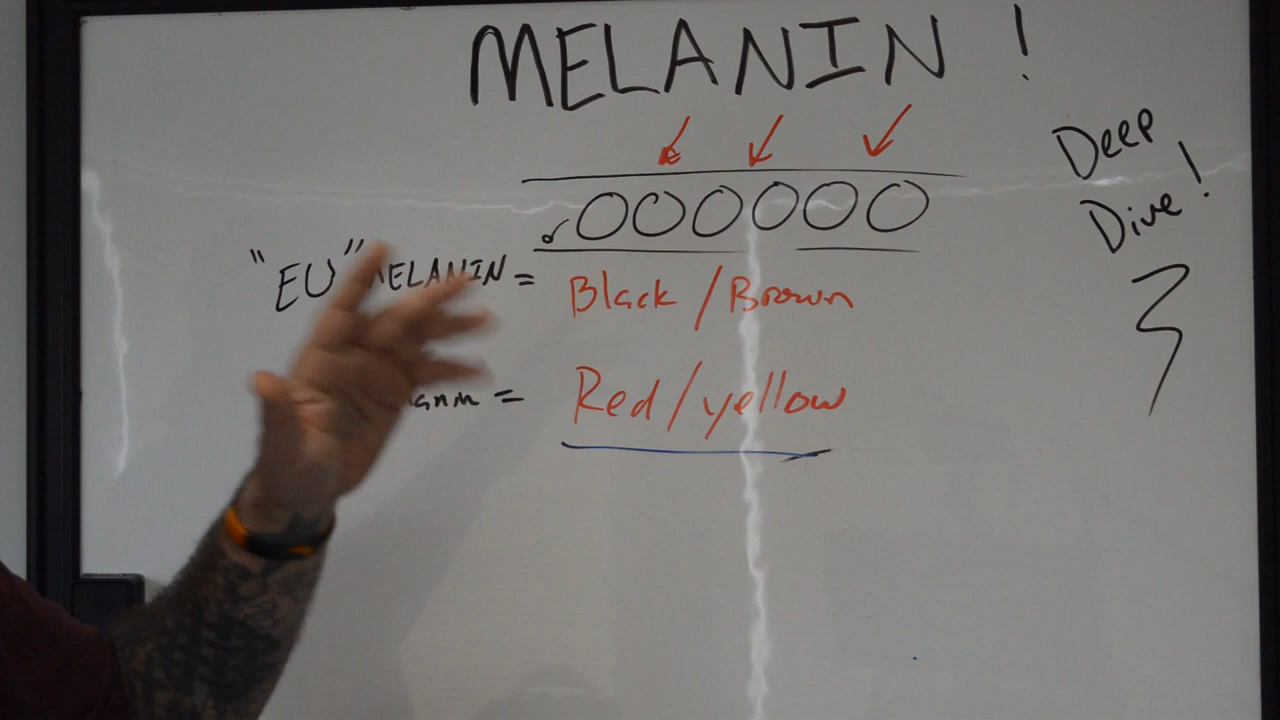 MELANIN !
Deep
Dive!
"EU" MELANIN = Black / Brown
Red / yellow